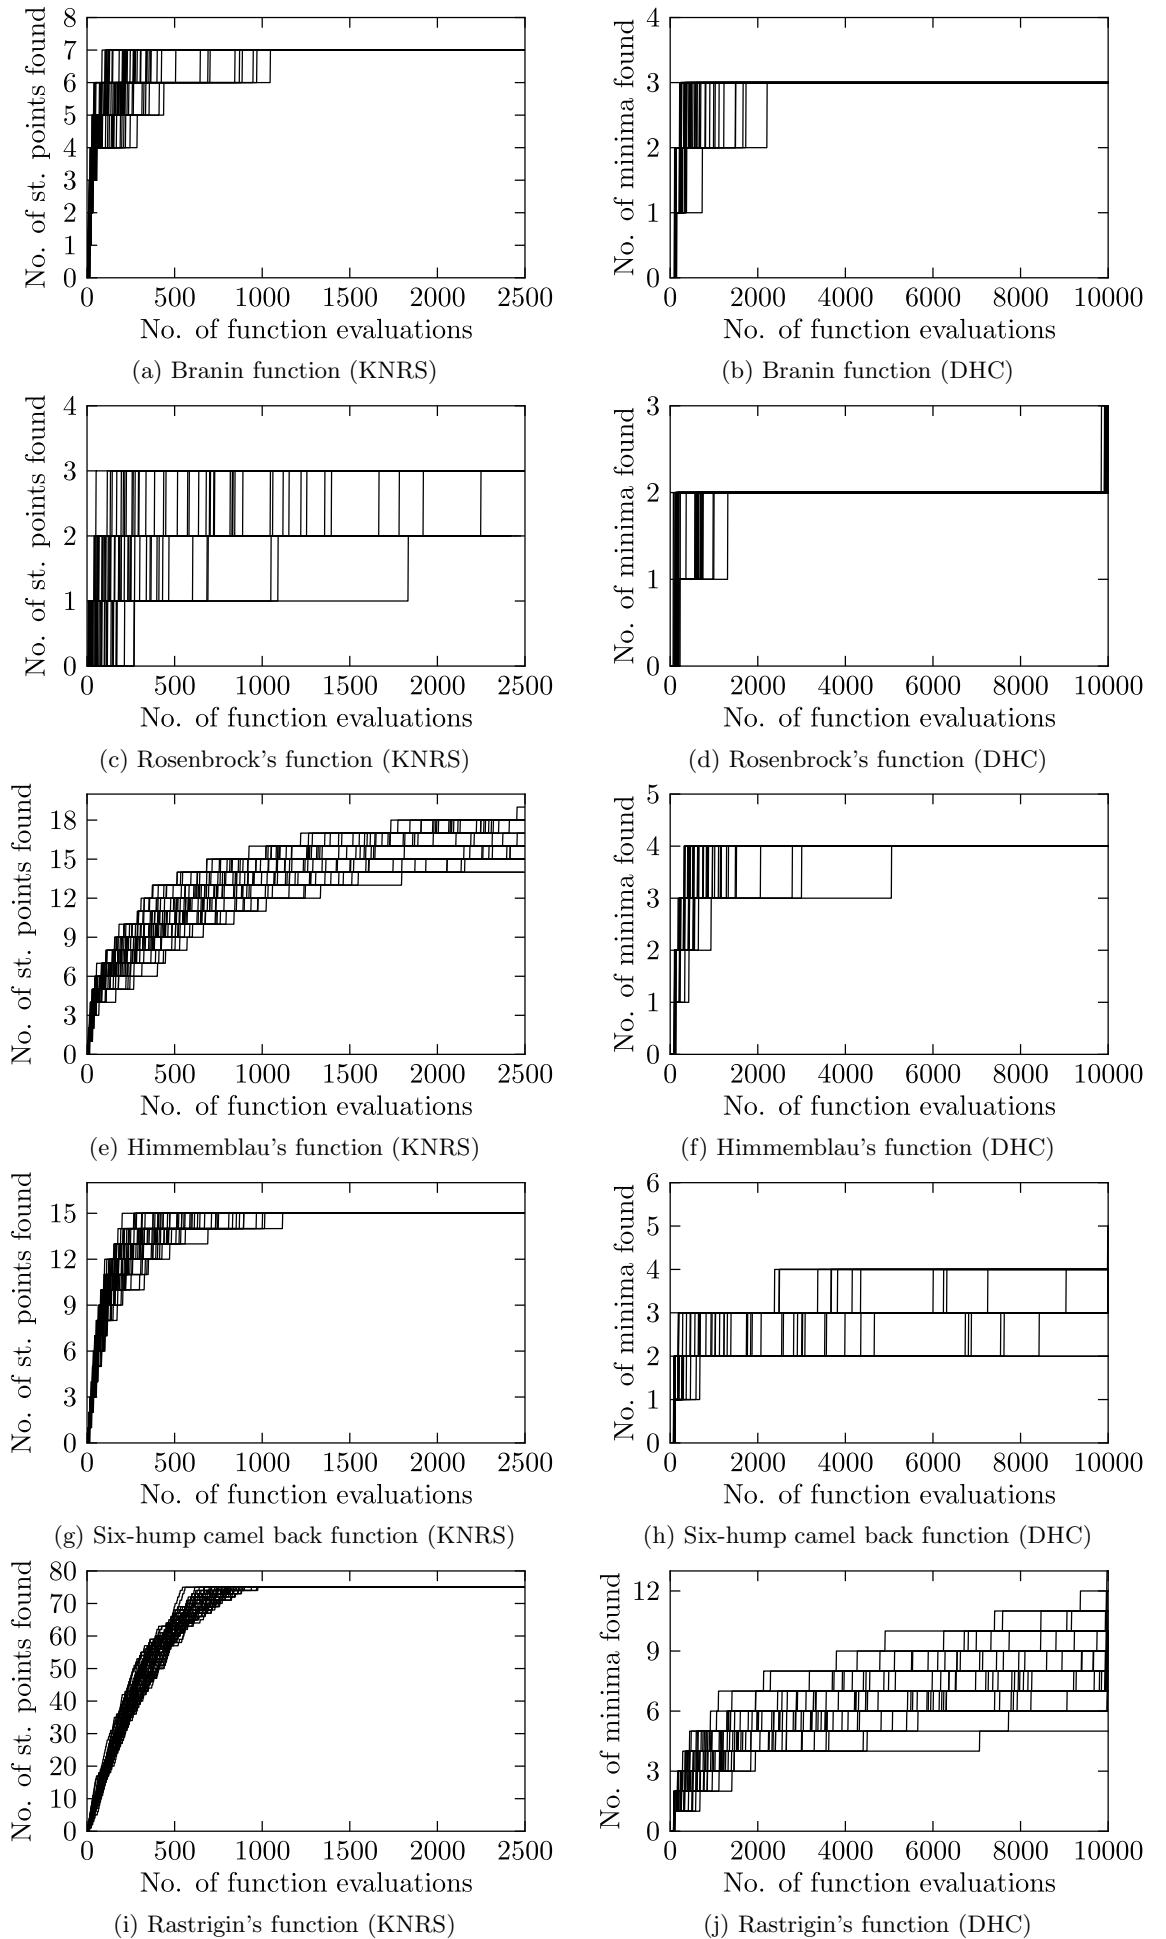 No. of st. points found
8
7
6
5
4
3
2
1
0
0 500 1000 1500 2000 2500
No. of function evaluations
(a) Branin function (KNRS)
No. of minima found
4
3
2
1
0
0 2000 4000 6000 8000 10000
No. of function evaluations
(b) Branin function (DHC)
No. of st. points found
4
3
2
1
0
0 500 1000 1500 2000 2500
No. of function evaluations
(c) Rosenbrock's function (KNRS)
No. of minima found
3
2
1
0
0 2000 4000 6000 8000 10000
No. of function evaluations
(d) Rosenbrock's function (DHC)
No. of st. points found
18
15
12
9
6
3
0
0 500 1000 1500 2000 2500
No. of function evaluations
(e) Himmemblau's function (KNRS)
No. of minima found
5
4
3
2
1
0
0 2000 4000 6000 8000 10000
No. of function evaluations
(f) Himmemblau's function (DHC)
No. of st. points found
15
12
9
6
3
0
0 500 1000 1500 2000 2500
No. of function evaluations
(g) Six-hump camel back function (KNRS)
No. of minima found
6
5
4
3
2
1
0
0 2000 4000 6000 8000 10000
No. of function evaluations
(h) Six-hump camel back function (DHC)
No. of st. points found
80
70
60
50
40
30
20
10
0
0 500 1000 1500 2000 2500
No. of function evaluations
(i) Rastrigin's function (KNRS)
No. of minima found
12
9
6
3
0
0 2000 4000 6000 8000 10000
No. of function evaluations
(j) Rastrigin's function (DHC)